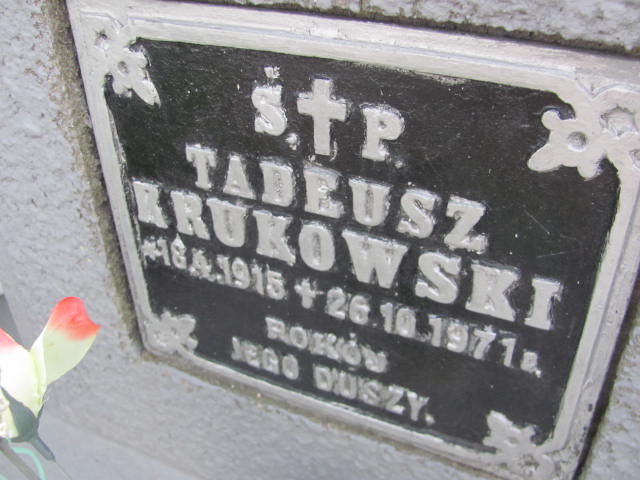 Ś. ✝ P.
TADEUSZ
KRUKOWSKI
*18.4.1915 ✝ 26.10.1971 R.
POKÓJ
JEGO DUSZY.